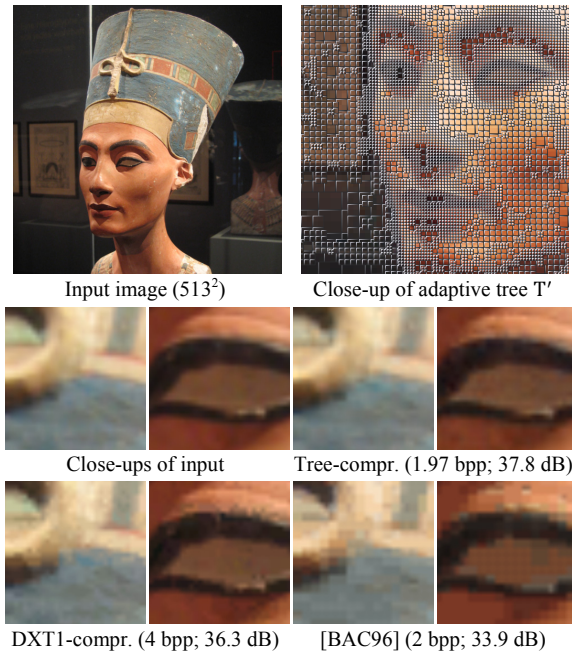 Input image (513²)
Close-up of adaptive tree T′
Close-ups of input
Tree-compr. (1.97 bpp; 37.8 dB)
DXT1-compr. (4 bpp; 36.3 dB)
[BAC96] (2 bpp; 33.9 dB)